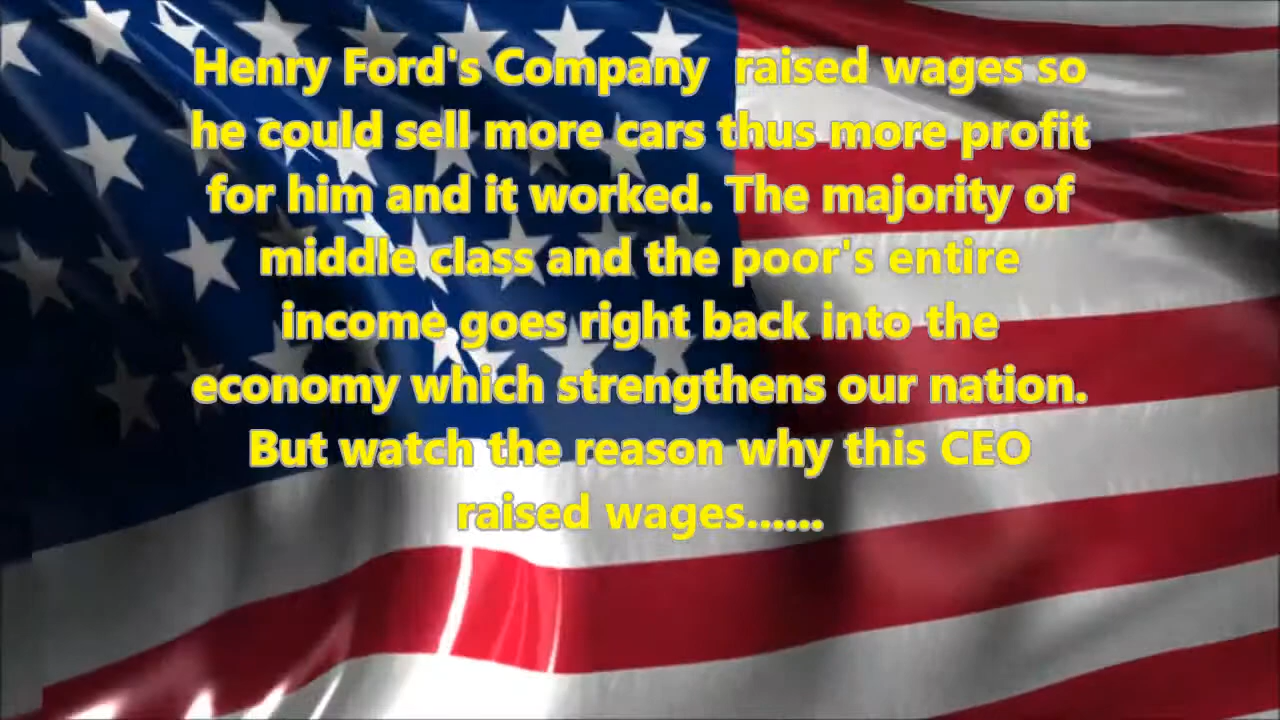 Henry Ford's Company  raised wages so
he could sell more cars thus more profit
for him and it worked. The majority of
middle class and the poor's entire
income goes right back into the
economy which strengthens our nation.
But watch the reason why this CEO
raised wages......